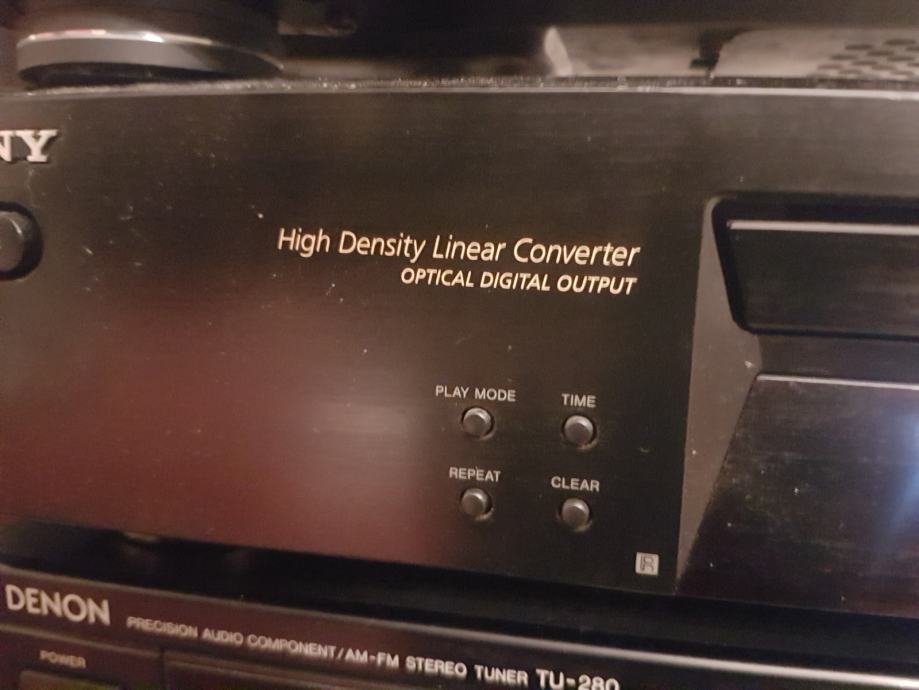 NY
High Density Linear Converter
OPTICAL DIGITAL OUTPUT
PLAY MODE TIME
REPEAT CLEAR
R
DENON PRECISION AUDIO COMPONENT/AM-FM STEREO TUNER TU-280
POWER